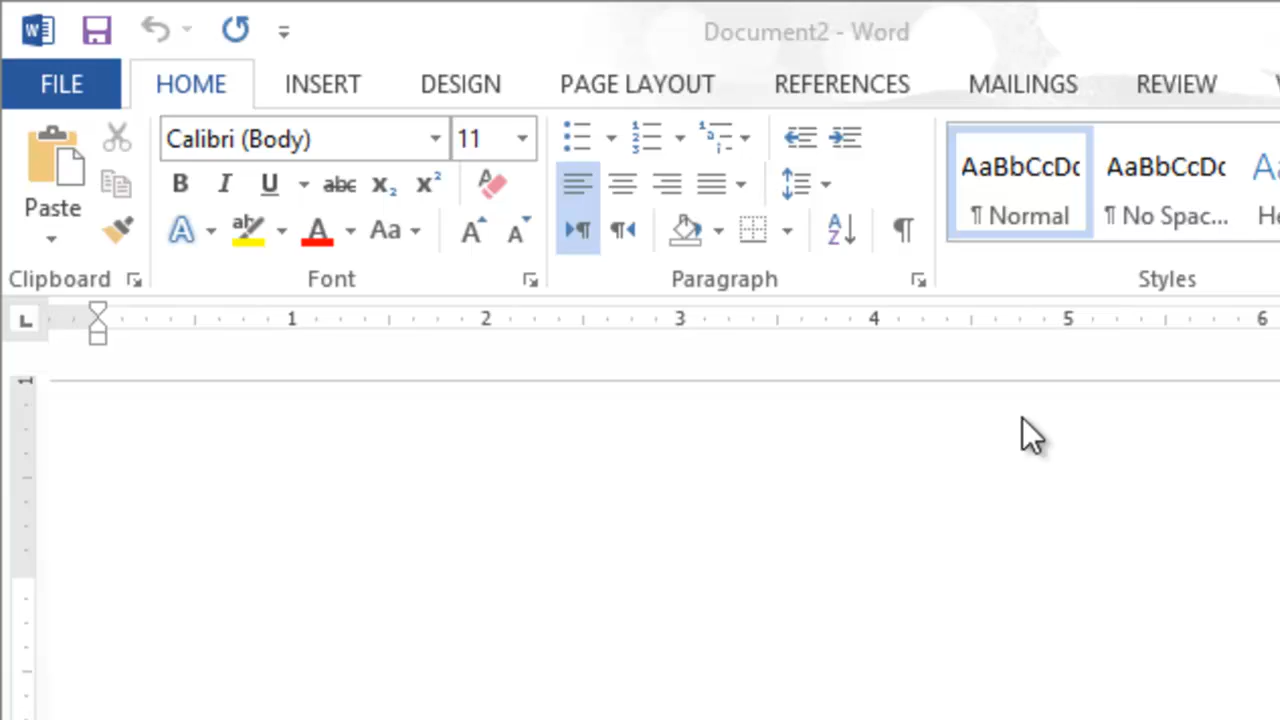 Document2 - Word
FILE HOME INSERT DESIGN PAGE LAYOUT REFERENCES MAILINGS REVIEW
Calibri (Body) 11
AaBbCcDc AaBbCcDc
Paste
¶ Normal ¶ No Spac...
Clipboard Font Paragraph Styles
1 2 3 4 5 6
1